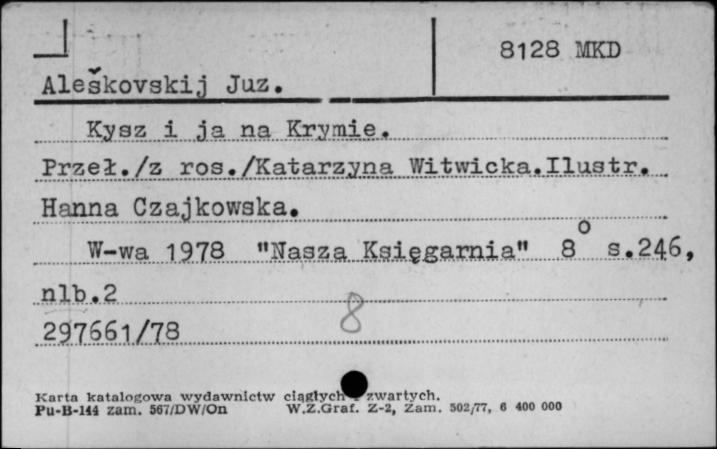 8128 MKD
Aleškovskij Juz.
Kysz i ja na Krymie.
Przeł./z ros./Katarzyna Witwicka.Ilustr.
Hanna Czajkowska.
W-wa 1978 "Nasza Księgarnia" 8° s.246,
nlb.2
8
297661/78
Karta katalogowa wydawnictw ciągłych i zwartych.
Pu-B-144 zam. 567/DW/On W.Z.Graf. Z-2, Zam. 502/77, 6 400 000